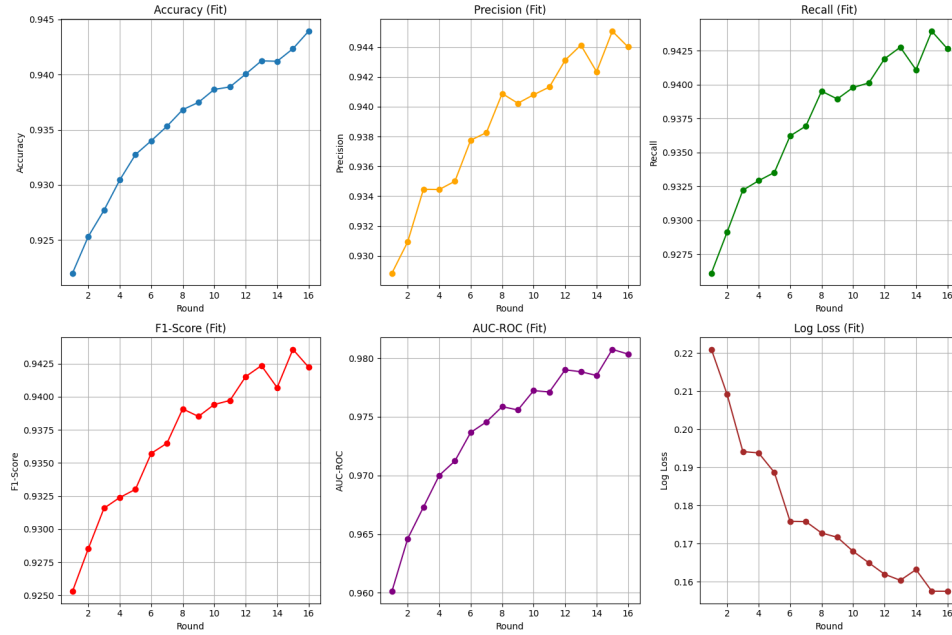 Accuracy (Fit)
0.945
0.940
0.935
0.930
0.925
Accuracy
2 4 6 8 10 12 14 16
Round
Precision (Fit)
0.944
0.942
0.940
0.938
0.936
0.934
0.932
0.930
Precision
2 4 6 8 10 12 14 16
Round
Recall (Fit)
0.9425
0.9400
0.9375
0.9350
0.9325
0.9300
0.9275
Recall
2 4 6 8 10 12 14 16
Round
F1-Score (Fit)
0.9425
0.9400
0.9375
0.9350
0.9325
0.9300
0.9275
0.9250
F1-Score
2 4 6 8 10 12 14 16
Round
AUC-ROC (Fit)
0.980
0.975
0.970
0.965
0.960
AUC-ROC
2 4 6 8 10 12 14 16
Round
Log Loss (Fit)
0.22
0.21
0.20
0.19
0.18
0.17
0.16
Log Loss
2 4 6 8 10 12 14 16
Round